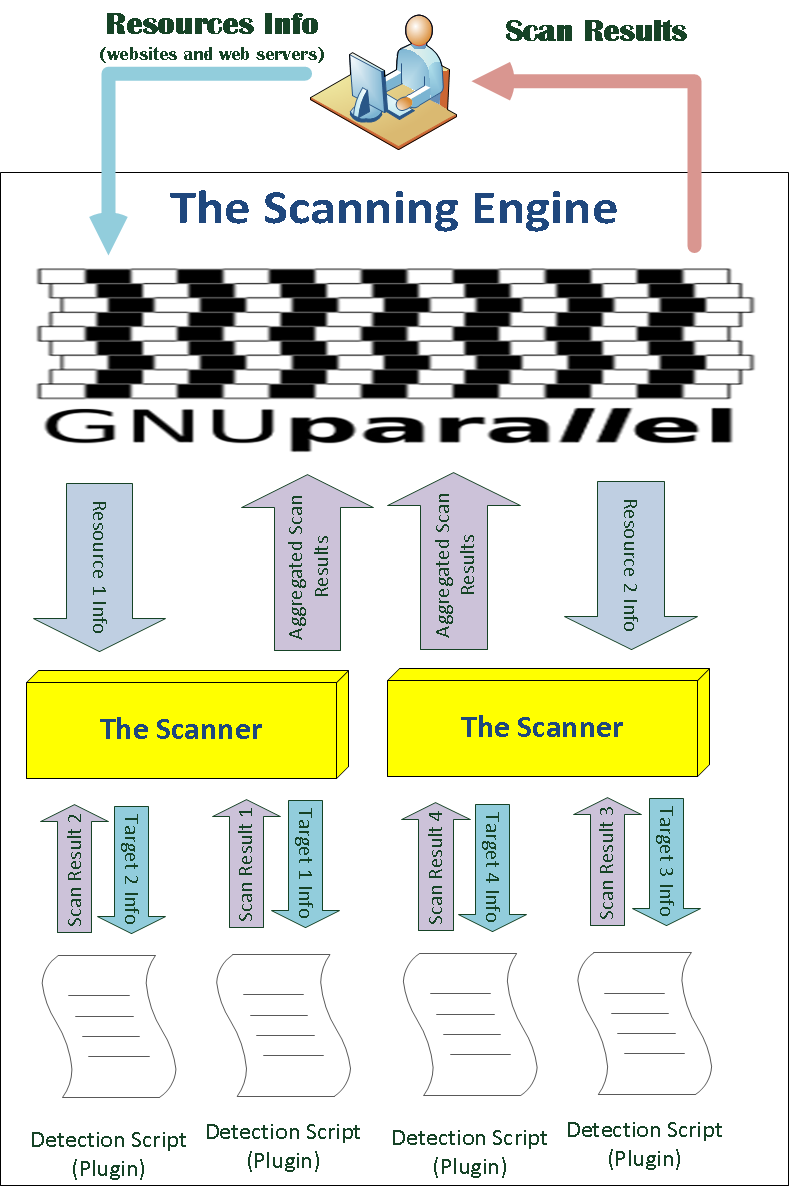 Resources Info
(websites and web servers)
Scan Results
The Scanning Engine
GNUparallel
Resource 1 Info
Aggregated Scan
Results
Aggregated Scan
Results
Resource 2 Info
The Scanner
The Scanner
Scan Result 2
Target 2 Info
Scan Result 1
Target 1 Info
Scan Result 4
Target 4 Info
Scan Result 3
Target 3 Info
Detection Script
(Plugin)
Detection Script
(Plugin)
Detection Script
(Plugin)
Detection Script
(Plugin)